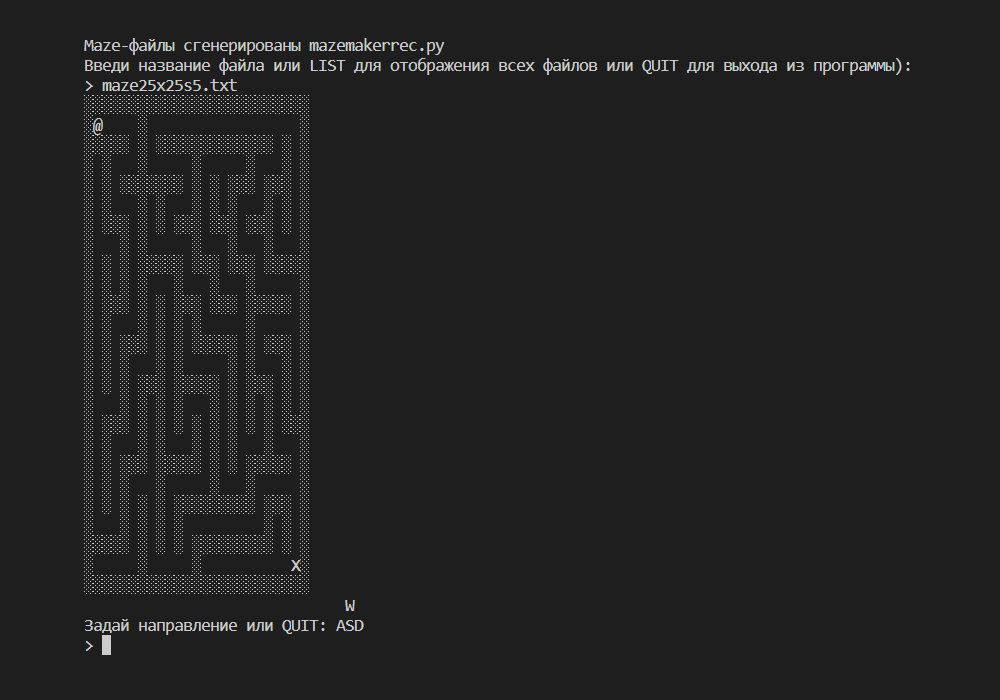 Maze-файлы сгенерированы mazemakerrec.py
Введи название файла или LIST для отображения всех файлов или QUIT для выхода из программы):
> maze25x25s5.txt
@
X
W
Задай направление или QUIT: ASD
>